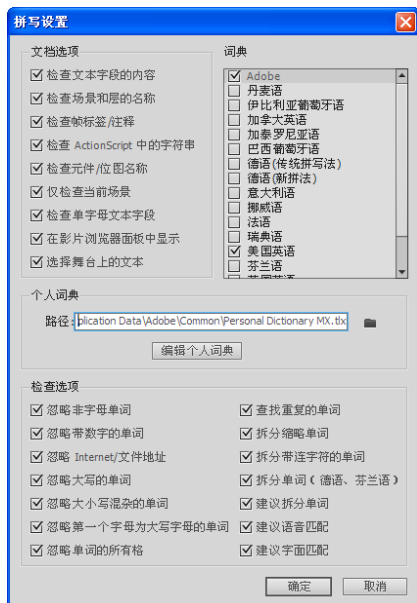 拼写设置
文档选项
检查文本字段的内容
检查场景和层的名称
检查帧标签/注释
检查 ActionScript 中的字符串
检查元件/位图名称
仅检查当前场景
检查单字母文本字段
在影片浏览器面板中显示
选择舞台上的文本
词典
Adobe
丹麦语
伊比利亚葡萄牙语
加拿大英语
加泰罗尼亚语
巴西葡萄牙语
德语(传统拼写法)
德语(新拼法)
意大利语
挪威语
法语
瑞典语
美国英语
芬兰语
个人词典
路径:plication Data\Adobe\Common\Personal Dictionary MX.tlx
编辑个人词典
检查选项
忽略非字母单词
忽略带数字的单词
忽略 Internet/文件地址
忽略大写的单词
忽略大小写混杂的单词
忽略第一个字母为大写字母的单词
忽略单词的所有格
查找重复的单词
拆分缩略单词
拆分带连字符的单词
拆分单词（德语、芬兰语）
建议拆分单词
建议语音匹配
建议字面匹配
确定
取消